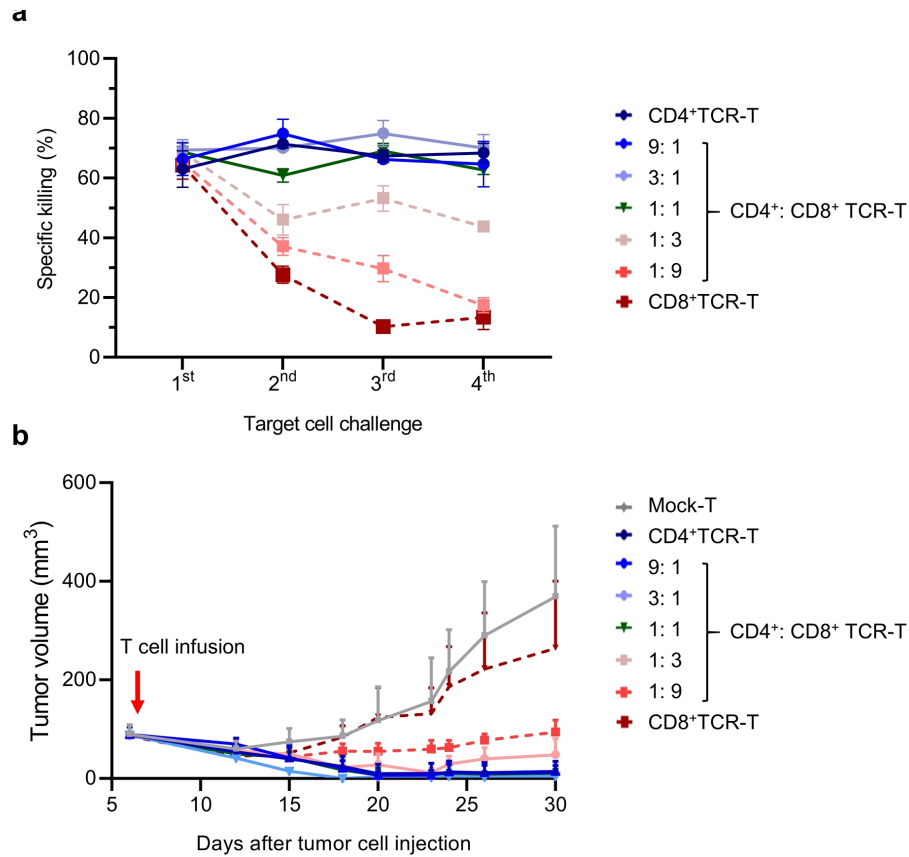 a
100
80
60
40
20
0
Specific killing (%)
1st 2nd 3rd 4th
Target cell challenge
CD4+TCR-T
9: 1
3: 1
1: 1
1: 3
1: 9
CD4+: CD8+ TCR-T
CD8+TCR-T
b
600
400
200
0
Tumor volume (mm3)
T cell infusion
5 10 15 20 25 30
Days after tumor cell injection
Mock-T
CD4+TCR-T
9: 1
3: 1
1: 1
1: 3
1: 9
CD4+: CD8+ TCR-T
CD8+TCR-T